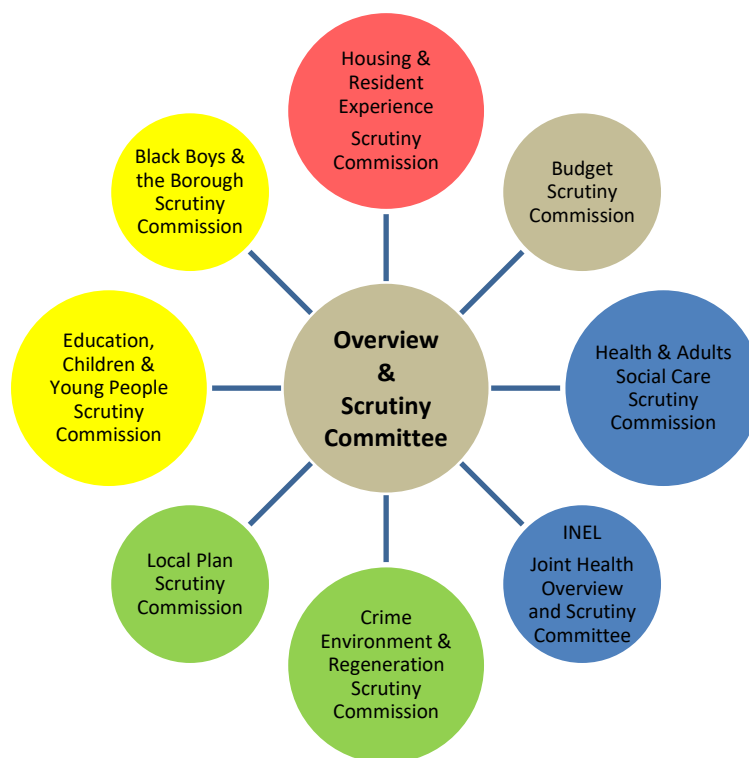 Housing &
Resident
Experience
Scrutiny
Commission
Black Boys &
the Borough
Scrutiny
Commission
Budget
Scrutiny
Commission
Education,
Children &
Young People
Scrutiny
Commission
Overview
&
Scrutiny
Committee
Health & Adults
Social Care
Scrutiny
Commission
Local Plan
Scrutiny
Commission
Crime
Environment &
Regeneration
Scrutiny
Commission
INEL
Joint Health
Overview
and Scrutiny
Committee